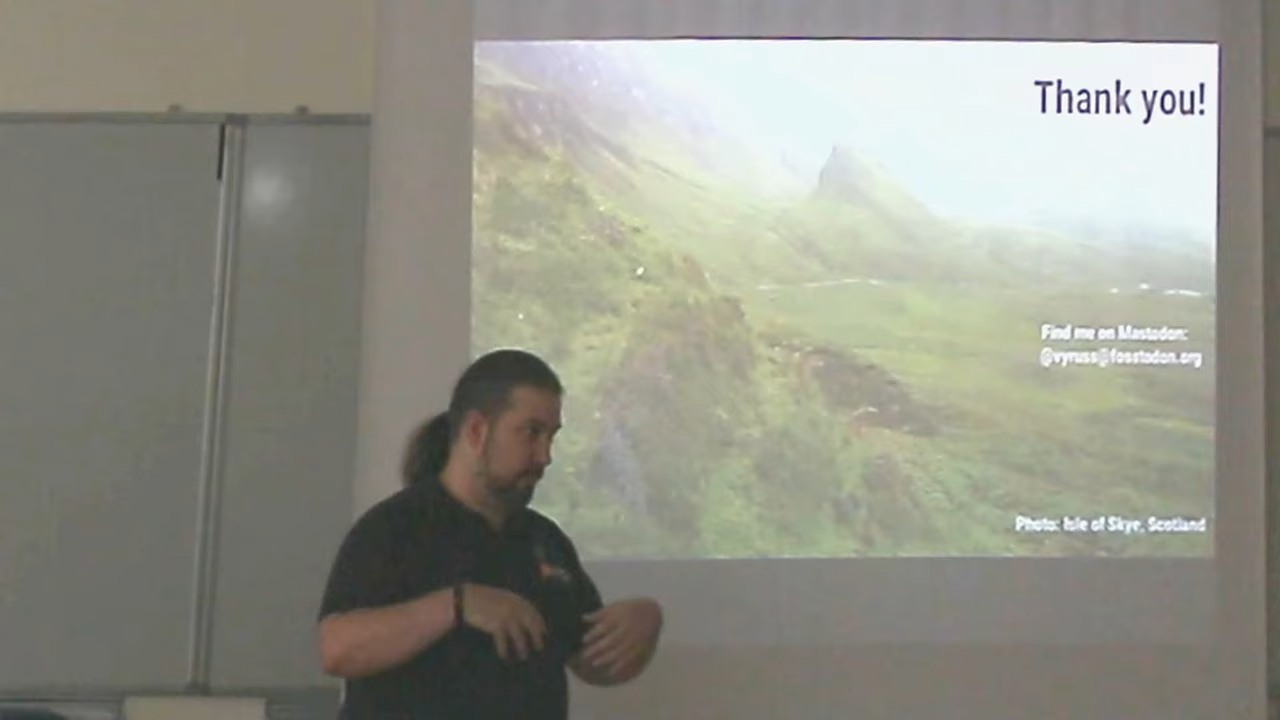 Thank you!
Find me on Mastodon:
@vyruss@fosstodon.org
Photo: Isle of Skye, Scotland